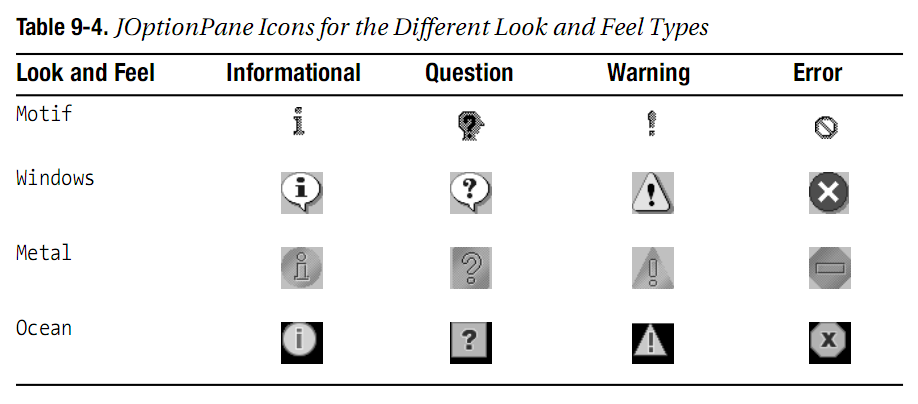 Table 9-4. JOptionPane Icons for the Different Look and Feel Types
Look and Feel Informational Question Warning Error
Motif i ? !
Windows i ? ! X
Metal i ? !
Ocean i ? ! X